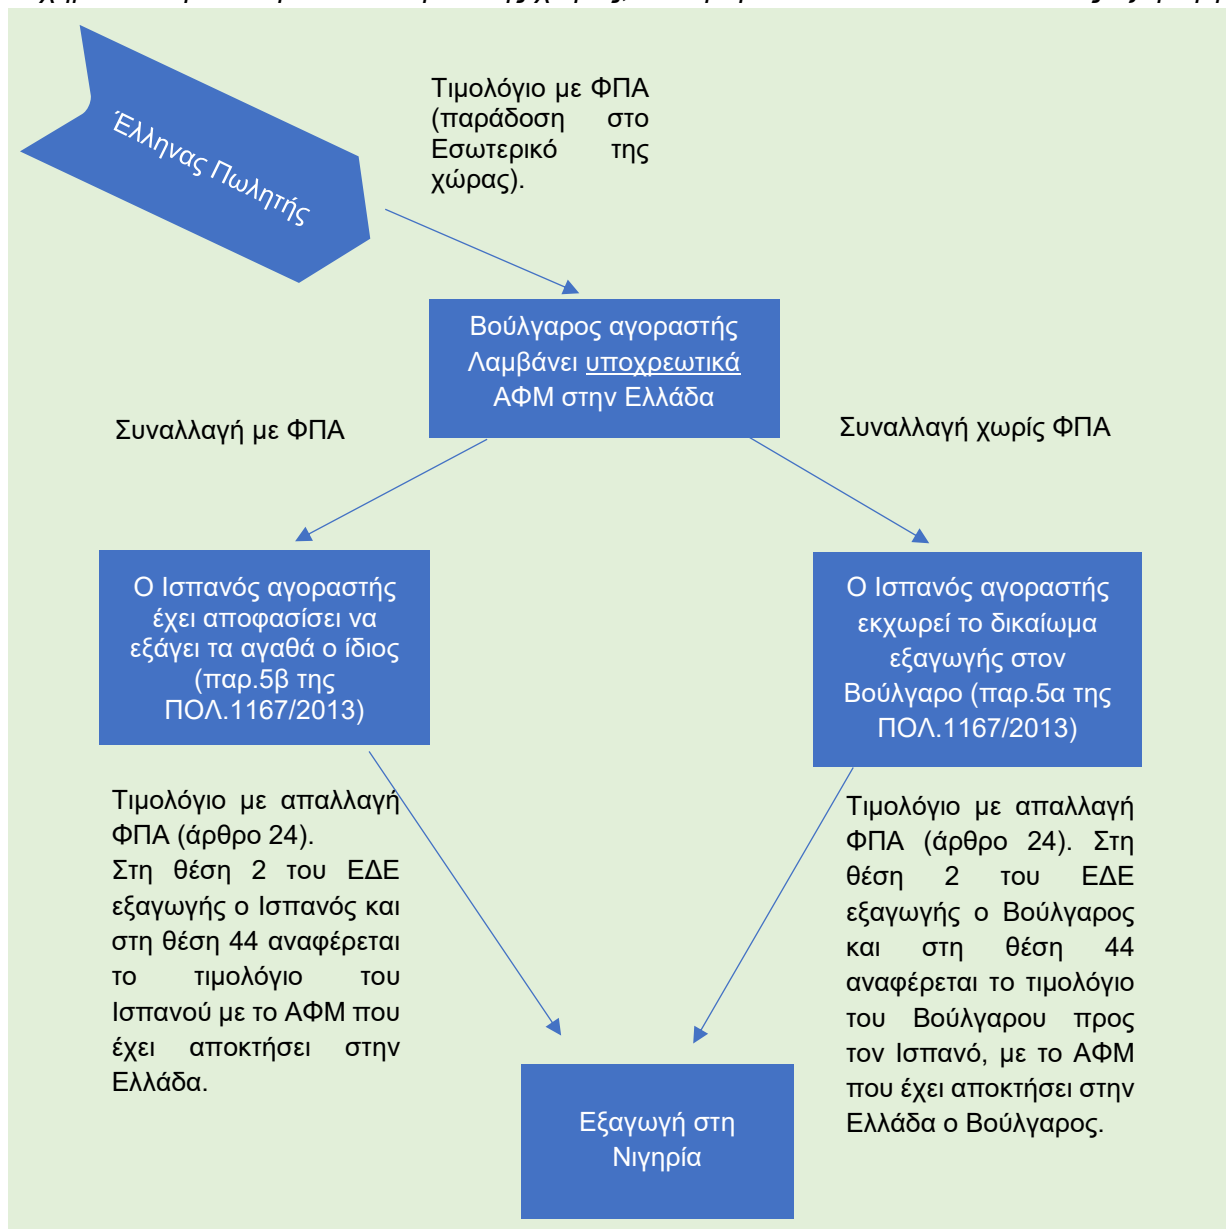 Έλληνας Πωλητής
Τιμολόγιο με ΦΠΑ
(παράδοση στο
Εσωτερικό της
χώρας).
Βούλγαρος αγοραστής
Λαμβάνει υποχρεωτικά
ΑΦΜ στην Ελλάδα
Συναλλαγή με ΦΠΑ
Συναλλαγή χωρίς ΦΠΑ
Ο Ισπανός αγοραστής
έχει αποφασίσει να
εξάγει τα αγαθά ο ίδιος
(παρ.5β της
ΠΟΛ.1167/2013)
Ο Ισπανός αγοραστής
εκχωρεί το δικαίωμα
εξαγωγής στον
Βούλγαρο (παρ.5α της
ΠΟΛ.1167/2013)
Τιμολόγιο με απαλλαγή
ΦΠΑ (άρθρο 24).
Στη θέση 2 του ΕΔΕ
εξαγωγής ο Ισπανός και
στη θέση 44 αναφέρεται
το τιμολόγιο του
Ισπανού με το ΑΦΜ που
έχει αποκτήσει στην
Ελλάδα.
Τιμολόγιο με απαλλαγή
ΦΠΑ (άρθρο 24). Στη
θέση 2 του ΕΔΕ
εξαγωγής ο Βούλγαρος
και στη θέση 44
αναφέρεται το τιμολόγιο
του Βούλγαρου προς
τον Ισπανό, με το ΑΦΜ
που έχει αποκτήσει στην
Ελλάδα ο Βούλγαρος.
Εξαγωγή στη
Νιγηρία